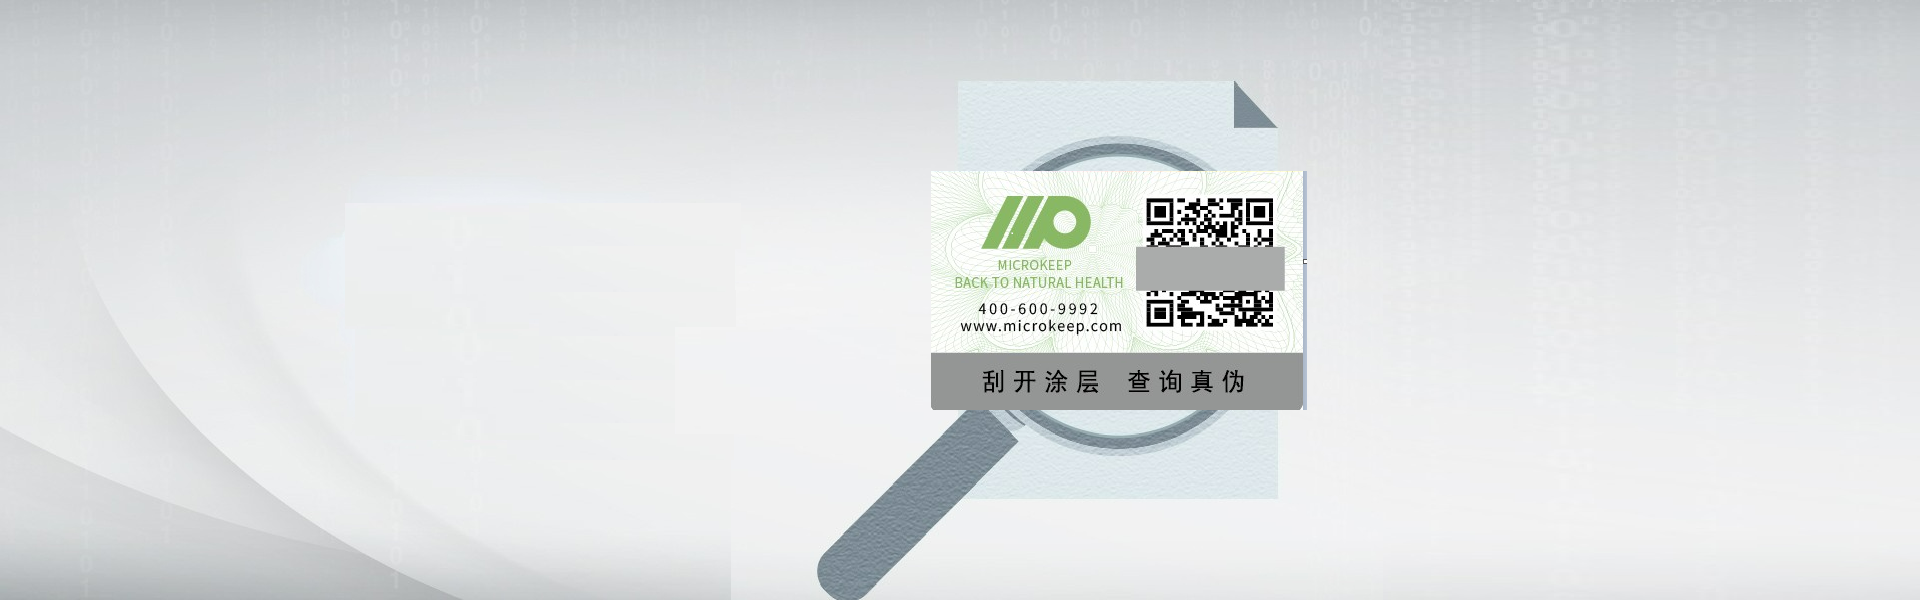 MICROKEEP
BACK TO NATURAL HEALTH
400-600-9992
www.microkeep.com
刮开涂层 查询真伪